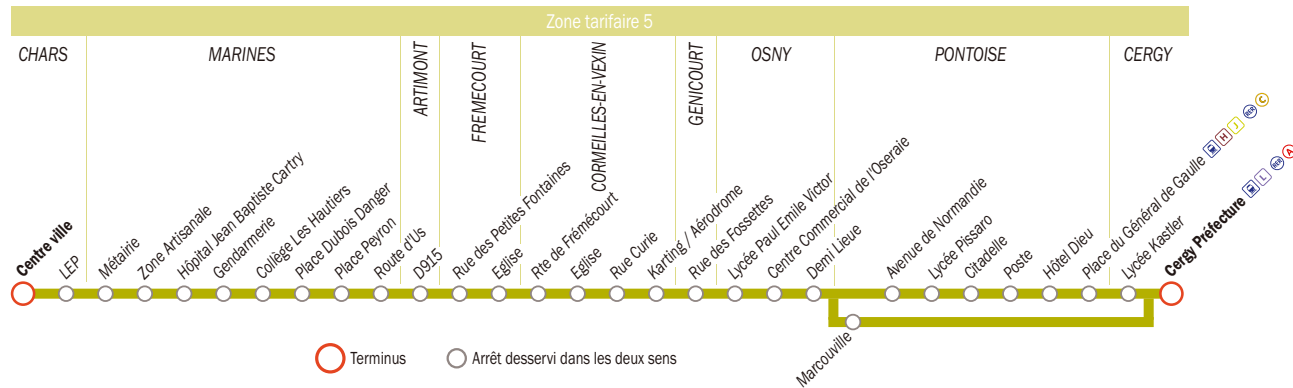 Zone tarifaire 5
CHARS
MARINES
ARTIMONT
FREMECOURT
CORMEILLES-EN-VEXIN
GENICOURT
OSNY
PONTOISE
CERGY
Centre ville
LEP
Métairie
Zone Artisanale
Hôpital Jean Baptiste Cartry
Gendarmerie
Collégée Les Hautiers
Place Dubois Danger
Place Peyron
Route d'Us
D915
Rue des Petites Fontaines
Eglise
Rte de Frémécourt
Eglise
Rue Curie
Karting / Aérodrome
Rue des Fossettes
Lycée Paul Emile Victor
Centre Commercial de l'Oseraie
Demi Lieue
Marcouville
Avenue de Normandie
Lycée Pissaro
Citadelle
Poste
Hôtel Dieu
Place du Général de Gaulle H J RER C
Lycée Kastler
Cergy Préfecture L RER A
Terminus
Arrêt desservi dans les deux sens